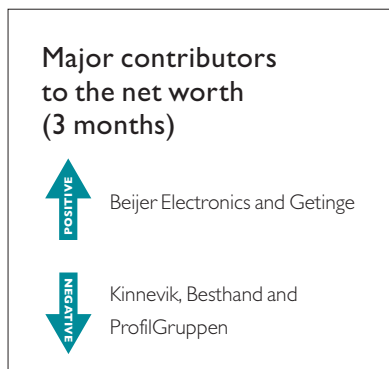 Major contributors
to the net worth
(3 months)
POSITIVE
Beijer Electronics and Getinge
NEGATIVE
Kinnevik, Besthand and
ProfilGruppen